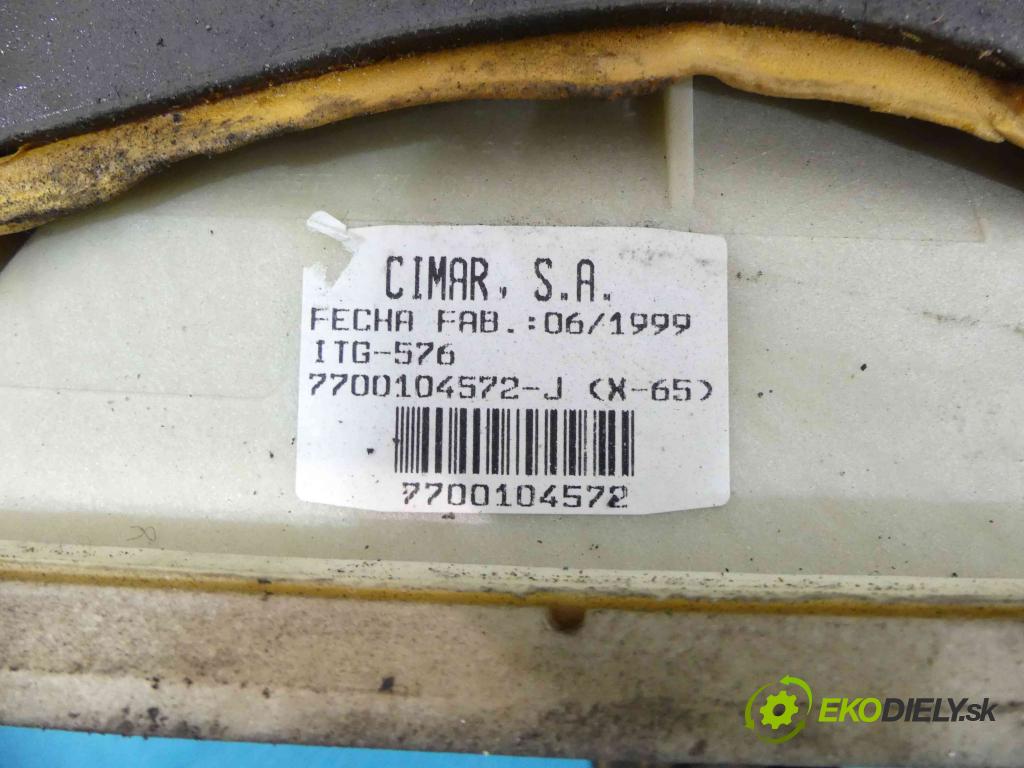 CIMAR, S.A.
FECHA FAB.:06/1999
ITG-576
7700104572-J (X-65)
7700104572
EKODIELY.sk